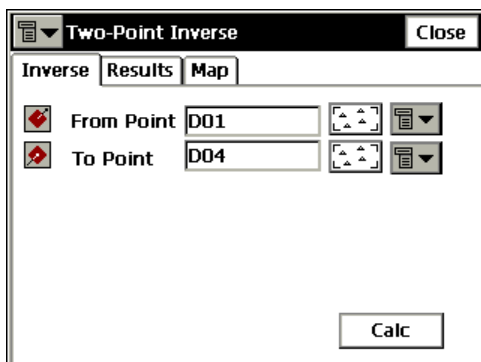 Two-Point Inverse Close
Inverse Results Map
From Point D01
To Point D04
Calc